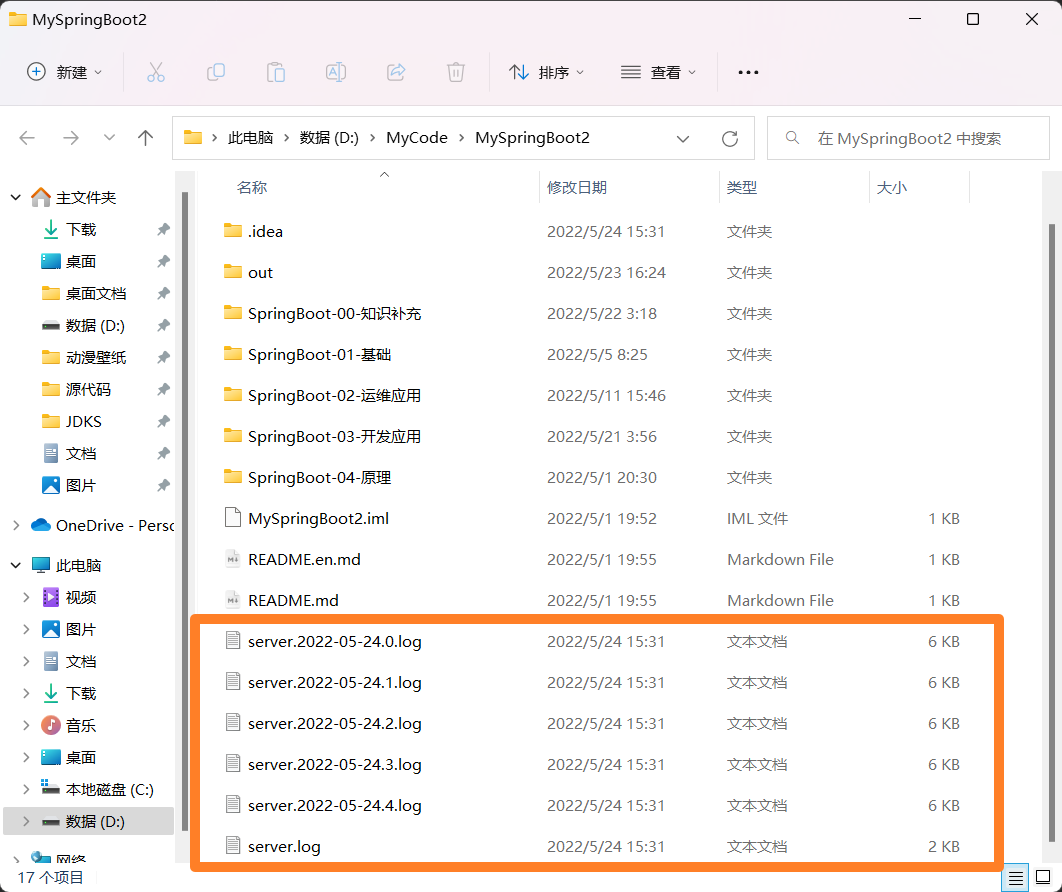 MySpringBoot2
新建 排序 查看
此电脑 数据 (D:) MyCode MySpringBoot2 在 MySpringBoot2 中搜索
主文件夹
下载
桌面
桌面文档
数据 (D:)
动漫壁纸
源代码
JDKS
文档
图片
OneDrive - Perso
此电脑
视频
图片
文档
下载
音乐
桌面
本地磁盘 (C:)
数据 (D:)
网络
名称 修改日期 类型 大小
.idea 2022/5/24 15:31 文件夹
out 2022/5/23 16:24 文件夹
SpringBoot-00-知识补充 2022/5/22 3:18 文件夹
SpringBoot-01-基础 2022/5/5 8:25 文件夹
SpringBoot-02-运维应用 2022/5/11 15:46 文件夹
SpringBoot-03-开发应用 2022/5/21 3:56 文件夹
SpringBoot-04-原理 2022/5/1 20:30 文件夹
MySpringBoot2.iml 2022/5/1 19:52 IML 文件 1 KB
README.en.md 2022/5/1 19:55 Markdown File 1 KB
README.md 2022/5/1 19:55 Markdown File 1 KB
server.2022-05-24.0.log 2022/5/24 15:31 文本文档 6 KB
server.2022-05-24.1.log 2022/5/24 15:31 文本文档 6 KB
server.2022-05-24.2.log 2022/5/24 15:31 文本文档 6 KB
server.2022-05-24.3.log 2022/5/24 15:31 文本文档 6 KB
server.2022-05-24.4.log 2022/5/24 15:31 文本文档 6 KB
server.log 2022/5/24 15:31 文本文档 2 KB
17 个项目